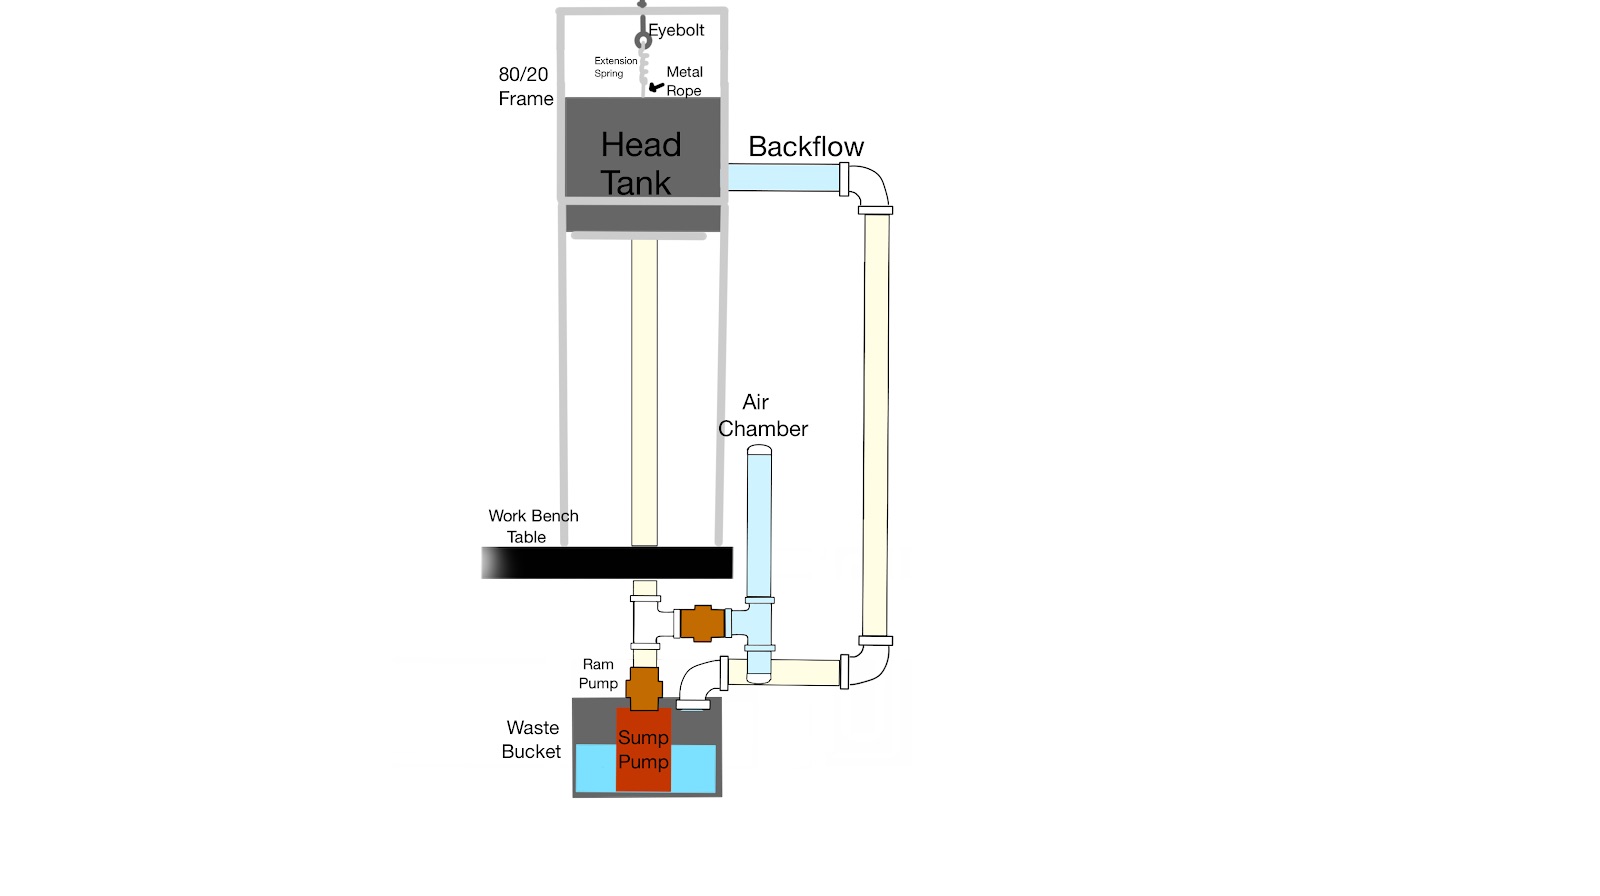 Eyebolt
Extension
Spring
Metal
Rope
80/20
Frame
Head
Tank
Backflow
Air
Chamber
Work Bench
Table
Ram
Pump
Waste
Bucket
Sump
Pump